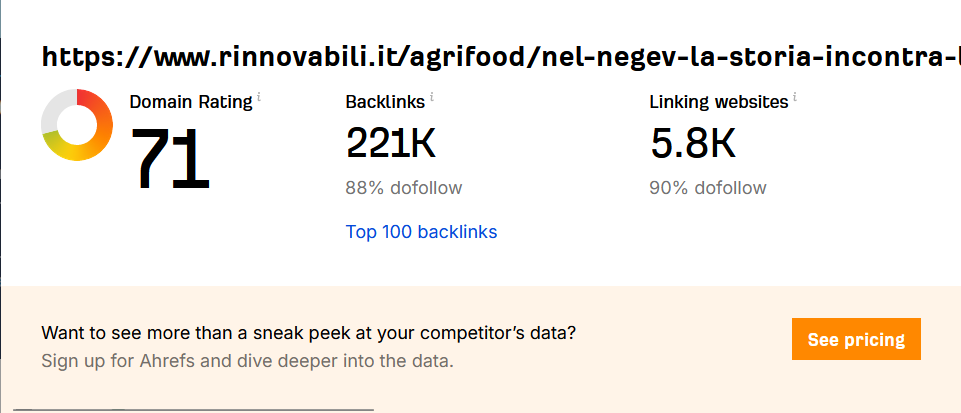 https://www.rinnovabili.it/agrifood/nel-negev-la-storia-incontra-l
Domain Rating i
Backlinks i
Linking websites i
71
221K
5.8K
88% dofollow
90% dofollow
Top 100 backlinks
Want to see more than a sneak peek at your competitor’s data?
Sign up for Ahrefs and dive deeper into the data.
See pricing